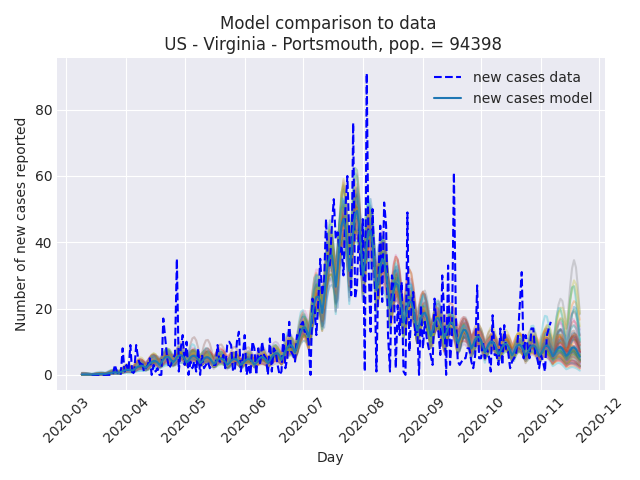 Model comparison to data
US - Virginia - Portsmouth, pop. = 94398
new cases data
new cases model
Number of new cases reported
80
60
40
20
0
2020-03
2020-04
2020-05
2020-06
2020-07
2020-08
2020-09
2020-10
2020-11
2020-12
Day